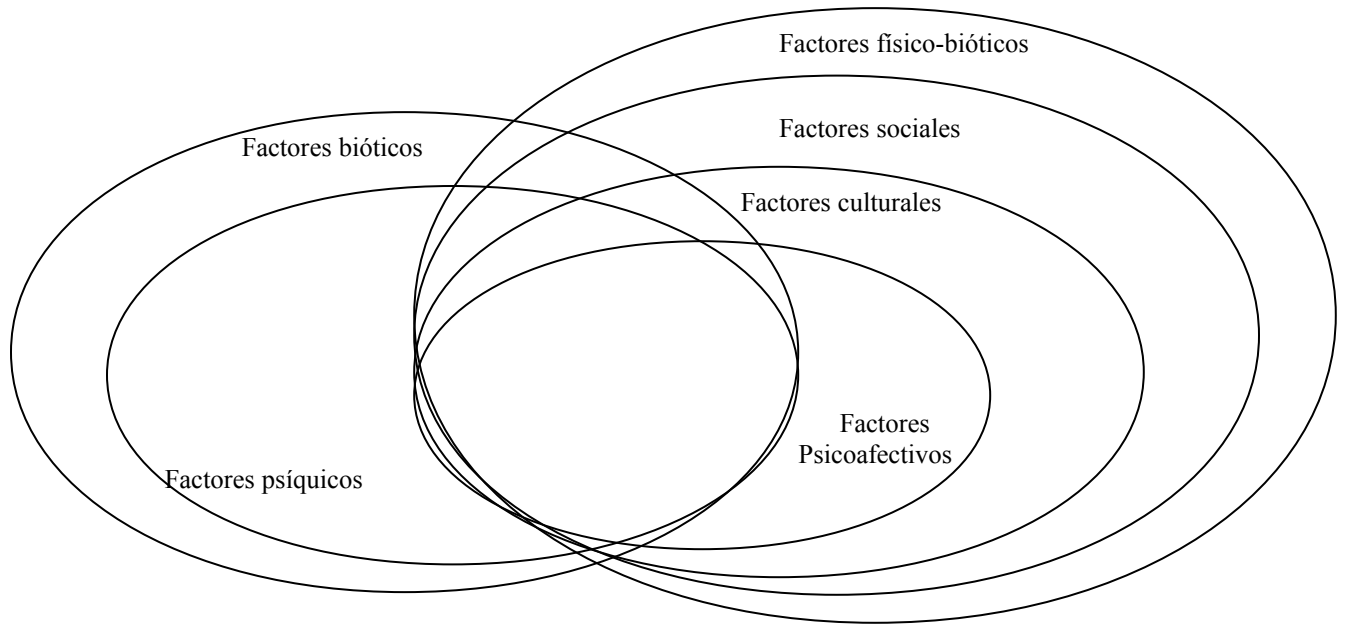 Factores físico-bióticos
Factores sociales
Factores bióticos
Factores culturales
Factores
Psicoafectivos
Factores psíquicos